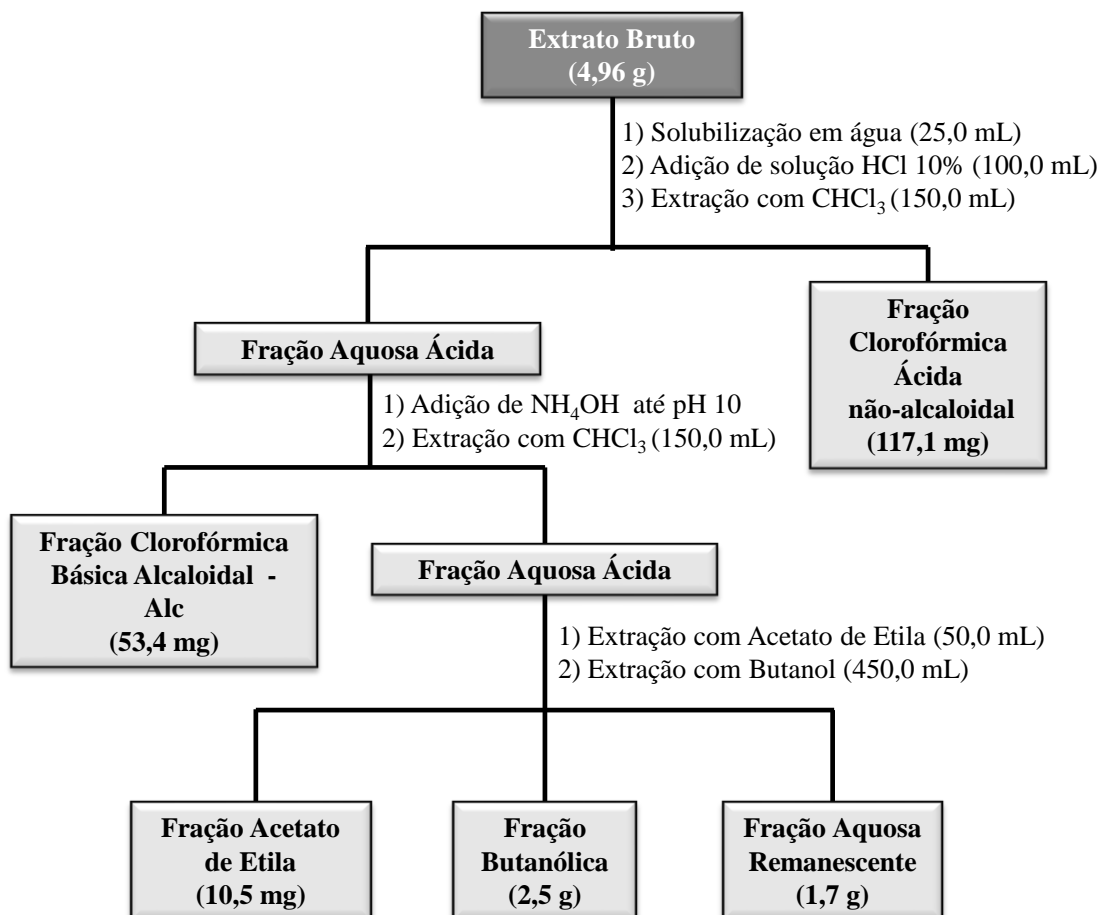 Extrato Bruto
(4,96 g)
1) Solubilização em água (25,0 mL)
2) Adição de solução HCl 10% (100,0 mL)
3) Extração com CHCl₃ (150,0 mL)
Fração Aquosa Ácida
Fração
Clorofórmica
Ácida
não-alcaloidal
(117,1 mg)
1) Adição de NH₄OH até pH 10
2) Extração com CHCl₃ (150,0 mL)
Fração Clorofórmica
Básica Alcaloidal -
Alc
(53,4 mg)
Fração Aquosa Ácida
1) Extração com Acetato de Etila (50,0 mL)
2) Extração com Butanol (450,0 mL)
Fração Acetato
de Etila
(10,5 mg)
Fração
Butanólica
(2,5 g)
Fração Aquosa
Remanescente
(1,7 g)